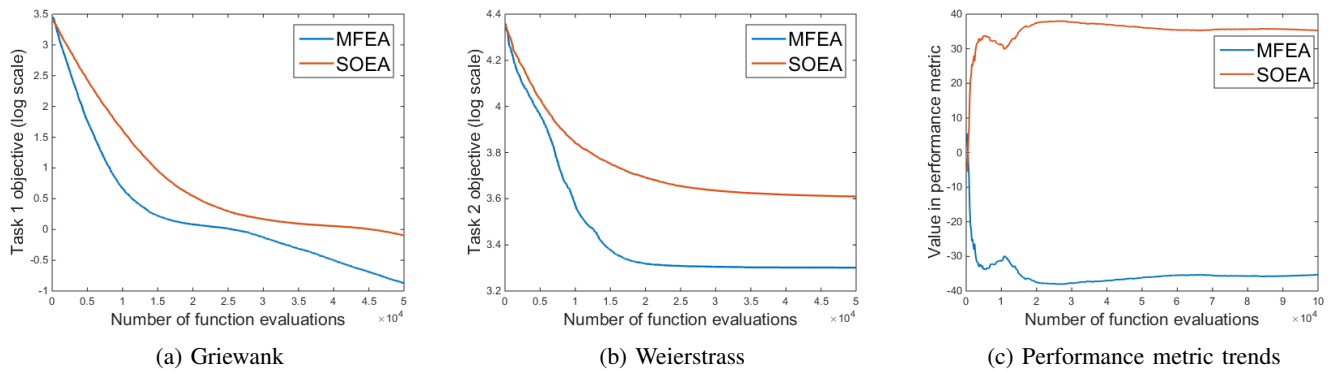 3.5
3
2.5
2
1.5
1
0.5
0
-0.5
-1
Task 1 objective (log scale)
MFEA
SOEA
0 0.5 1 1.5 2 2.5 3 3.5 4 4.5 5
Number of function evaluations ×10^4
(a) Griewank
4.4
4.2
4
3.8
3.6
3.4
3.2
Task 2 objective (log scale)
MFEA
SOEA
0 0.5 1 1.5 2 2.5 3 3.5 4 4.5 5
Number of function evaluations ×10^4
(b) Weierstrass
40
30
20
10
0
-10
-20
-30
-40
Value in performance metric
MFEA
SOEA
0 1 2 3 4 5 6 7 8 9 10
Number of function evaluations ×10^4
(c) Performance metric trends